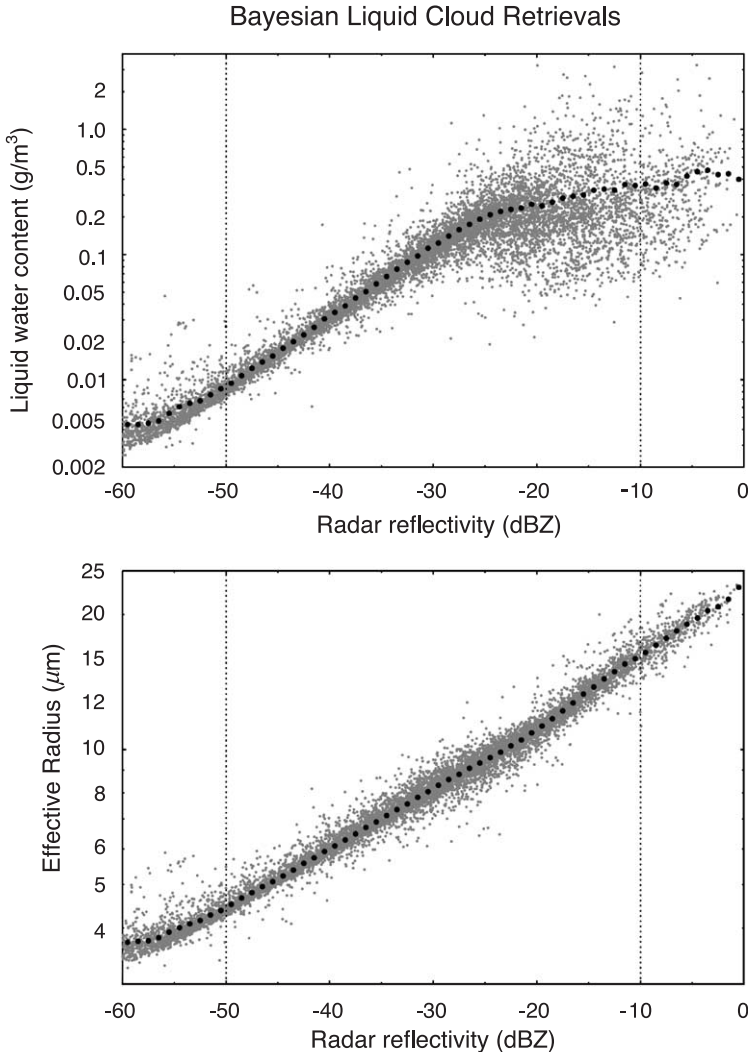 Bayesian Liquid Cloud Retrievals
2
1.0
0.5
0.2
0.1
0.05
0.02
0.01
0.005
0.002
Liquid water content (g/m³)
-60 -50 -40 -30 -20 -10 0
Radar reflectivity (dBZ)
25
20
15
12
10
8
6
5
4
Effective Radius (μm)
-60 -50 -40 -30 -20 -10 0
Radar reflectivity (dBZ)